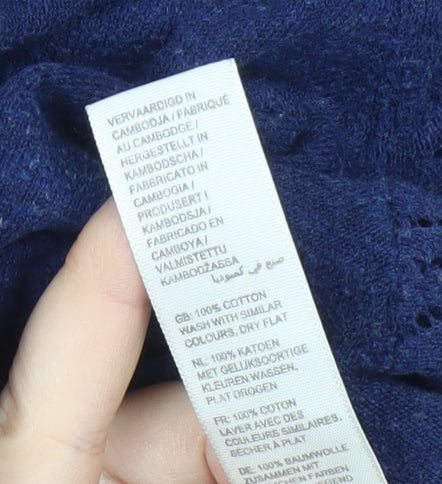 VERVAARDIGD IN
CAMBODJA / FABRIQUÉ
AU CAMBODGE /
HERGESTELLT IN
KAMBODSCHA /
FABBRICATO IN
CAMBOGIA /
PRODUSERT I
KAMBODSJA /
FABRICADO EN
CAMBOYA /
VALMISTETTU
KAMBODŽASSA
صنع في كمبوديا
GB: 100% COTTON
WASH WITH SIMILAR
COLOURS, DRY FLAT
NL: 100% KATOEN
MET GELIJKSOORTIGE
KLEUREN WASSEN,
PLAT DROGEN
FR: 100% COTON
LAVER AVEC DES
COULEURS SIMILAIRES,
SÉCHER À PLAT
DE: 100% BAUMWOLLE
ZUSAMMEN MIT
FARBEN